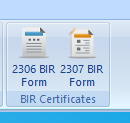 2306 BIR 2307 BIR
Form Form
BIR Certificates